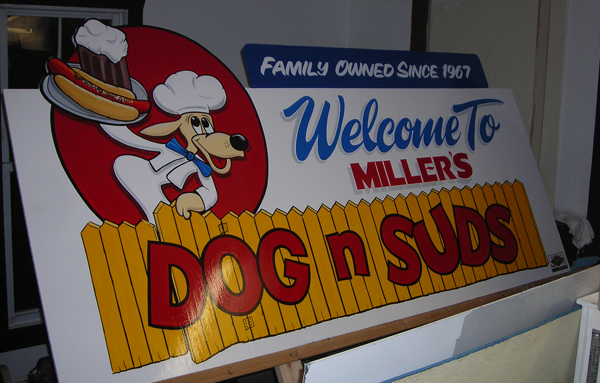 FAMILY OWNED SINCE 1967
Welcome To
MILLER'S
DOG n SUDS